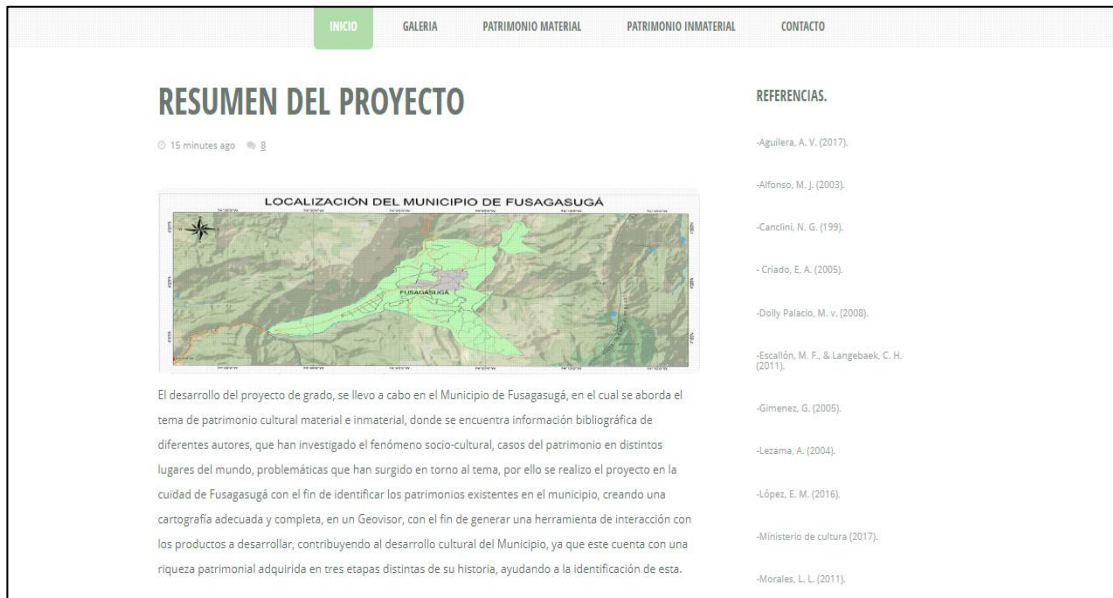 INICIO GALERIA PATRIMONIO MATERIAL PATRIMONIO INMATERIAL CONTACTO
RESUMEN DEL PROYECTO
15 minutes ago 8
LOCALIZACIÓN DEL MUNICIPIO DE FUSAGASUGÁ
FUSAGASUGÁ
El desarrollo del proyecto de grado, se llevo a cabo en el Municipio de Fusagasugá, en el cual se aborda el
tema de patrimonio cultural material e inmaterial, donde se encuentra información bibliográfica de
diferentes autores, que han investigado el fenómeno socio-cultural, casos del patrimonio en distintos
lugares del mundo, problemáticas que han surgido en torno al tema, por ello se realizo el proyecto en la
cuidad de Fusagasugá con el fin de identificar los patrimonios existentes en el municipio, creando una
cartografía adecuada y completa, en un Geovisor, con el fin de generar una herramienta de interacción con
los productos a desarrollar, contribuyendo al desarrollo cultural del Municipio, ya que este cuenta con una
riqueza patrimonial adquirida en tres etapas distintas de su historia, ayudando a la identificación de esta.
REFERENCIAS.
-Aguilera, A. V. (2017).
-Alfonso, M. J. (2003).
-Canclini, N. G. (199).
- Criado, E. A. (2005).
-Dolly Palacio, M. v. (2008).
-Escallón, M. F., & Langebaek, C. H.
(2011).
-Gimenez, G. (2005).
-Lezama, A. (2004).
-López, E. M. (2016).
-Ministerio de cultura (2017).
-Morales, L. L. (2011).